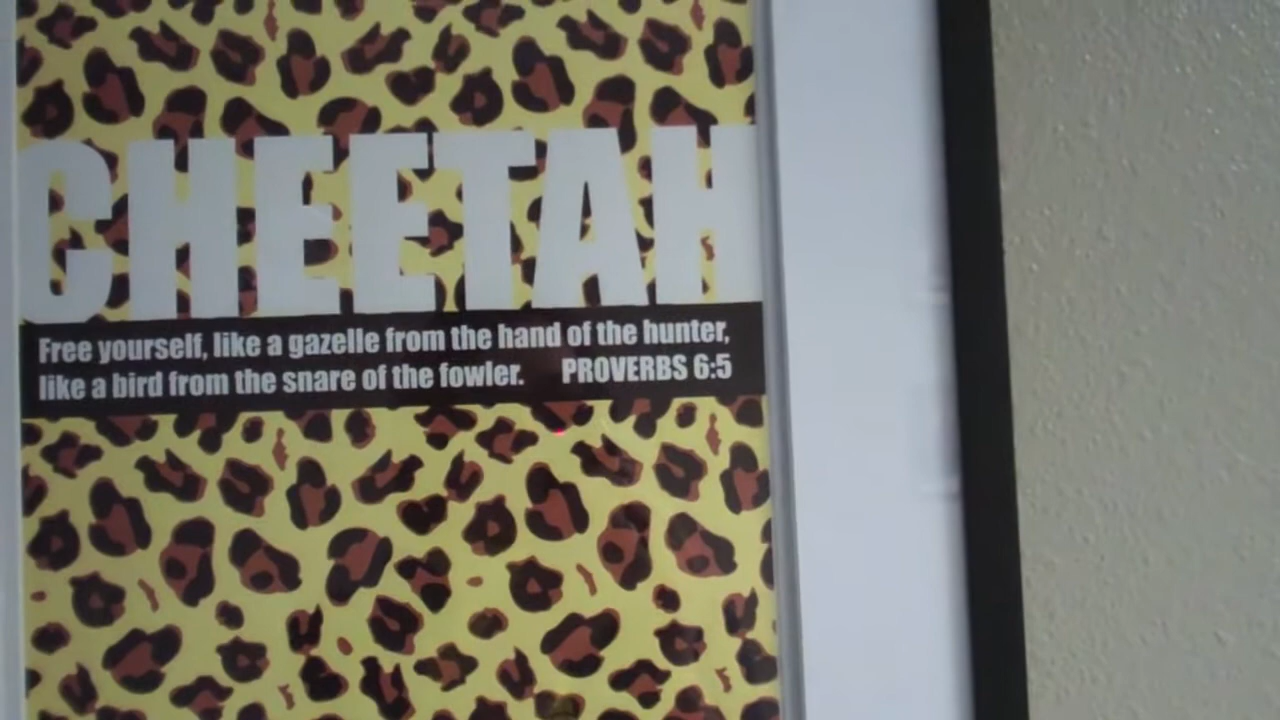 CHEETAH
Free yourself, like a gazelle from the hand of the hunter,
like a bird from the snare of the fowler. PROVERBS 6:5